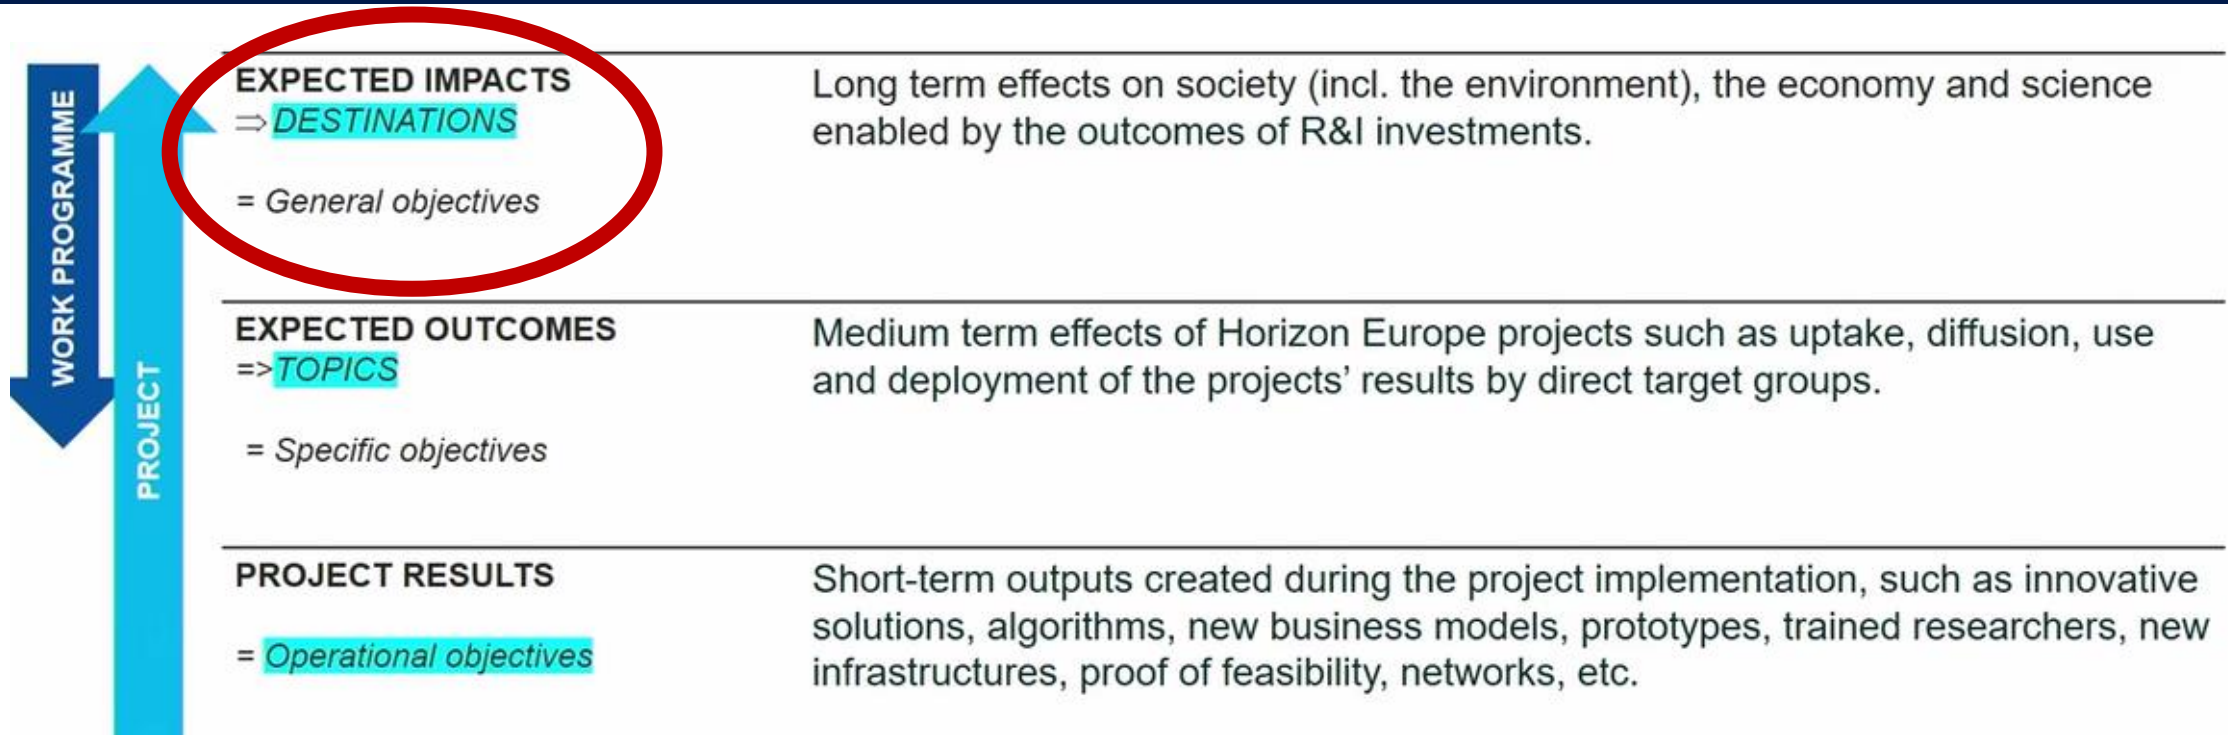 WORK PROGRAMME
PROJECT
EXPECTED IMPACTS
⇒ DESTINATIONS
= General objectives
Long term effects on society (incl. the environment), the economy and science
enabled by the outcomes of R&I investments.
EXPECTED OUTCOMES
=>TOPICS
= Specific objectives
Medium term effects of Horizon Europe projects such as uptake, diffusion, use
and deployment of the projects’ results by direct target groups.
PROJECT RESULTS
= Operational objectives
Short-term outputs created during the project implementation, such as innovative
solutions, algorithms, new business models, prototypes, trained researchers, new
infrastructures, proof of feasibility, networks, etc.